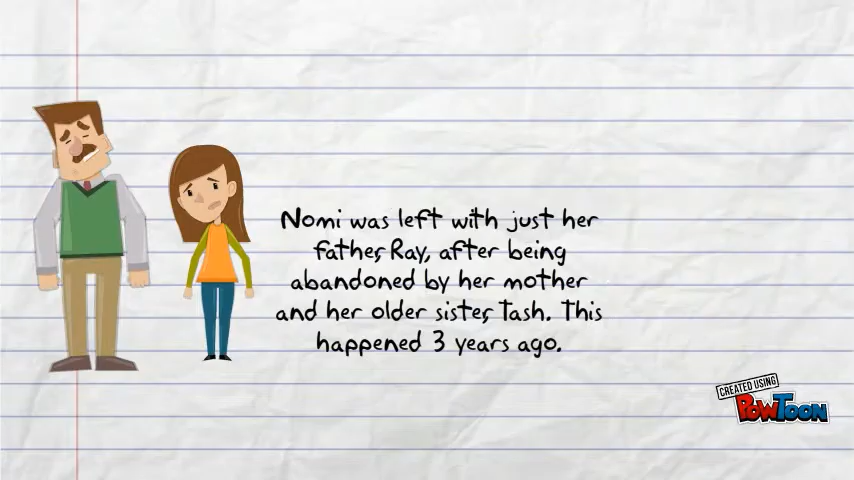 Nomi was left with just her
father, Ray, after being
abandoned by her mother
and her older sister, Tash. This
happened 3 years ago.
CREATED USING
POWTOON